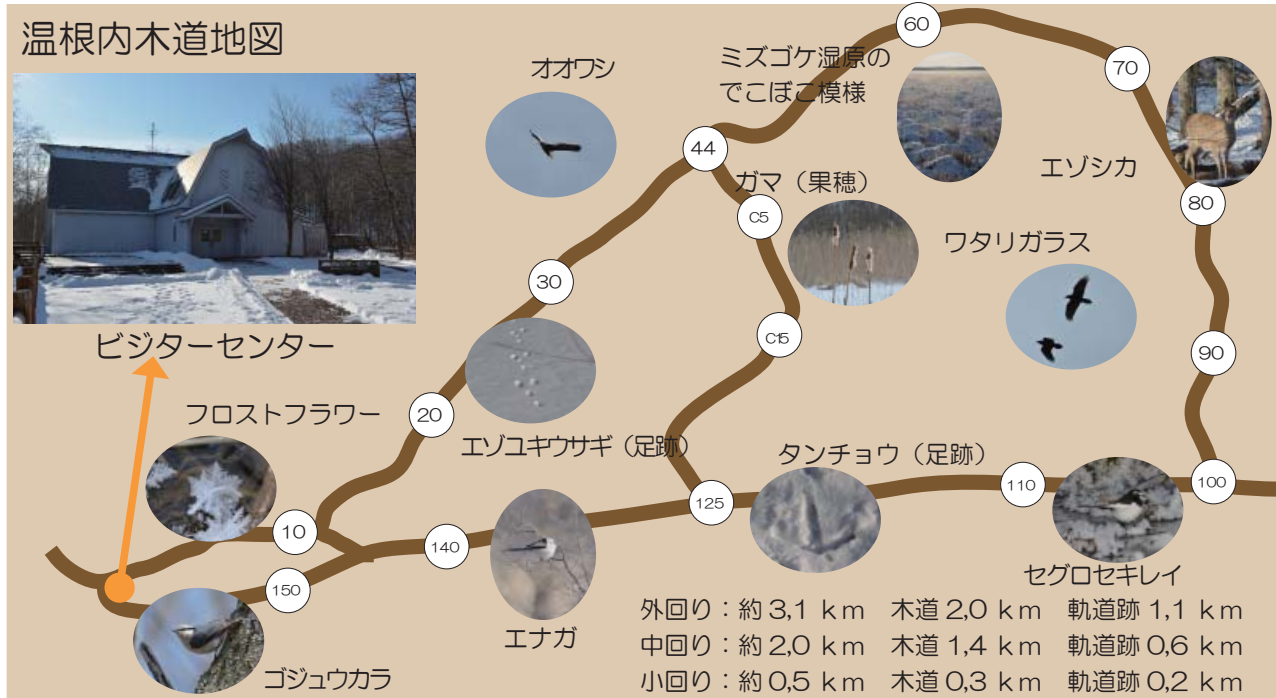 温根内木道地図
オオワシ
ミズゴケ湿原の
でこぼこ模様
60
70
44
ガマ（果穂）
エゾシカ
C5
80
ワタリガラス
30
C15
90
ビジターセンター
フロストフラワー
20
エゾユキウサギ（足跡）
タンチョウ（足跡）
10
140
125
110
100
150
セグロセキレイ
エナガ
ゴジュウカラ
外回り：約3,1 km 木道2,0 km 軌道跡1,1 km
中回り：約2,0 km 木道1,4 km 軌道跡0,6 km
小回り：約0,5 km 木道0,3 km 軌道跡0,2 km